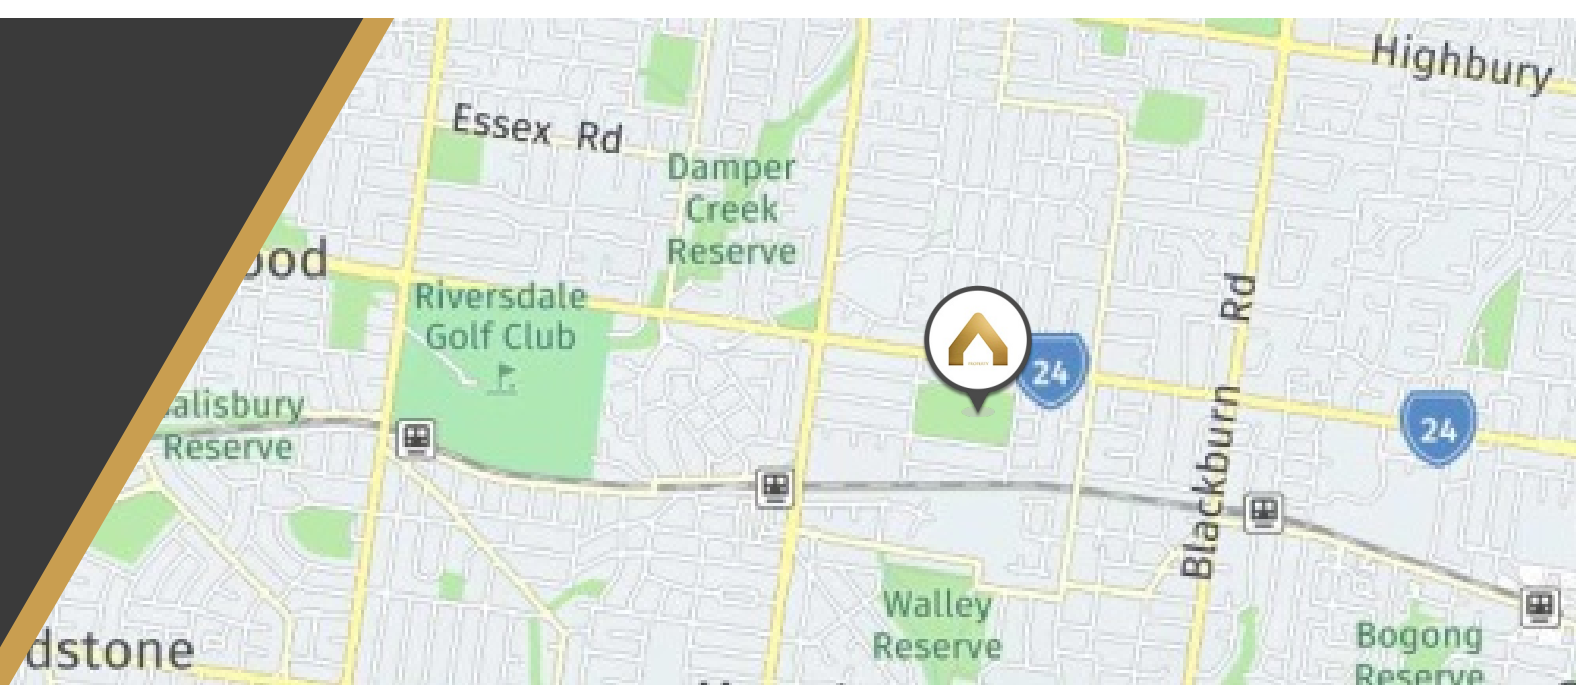 Highbury
Essex Rd
Damper
Creek
Reserve
ood
Riversdale
Golf Club
24
24
Blackburn Rd
alisbury
Reserve
Walley
Reserve
Bogong
Reserve
dstone